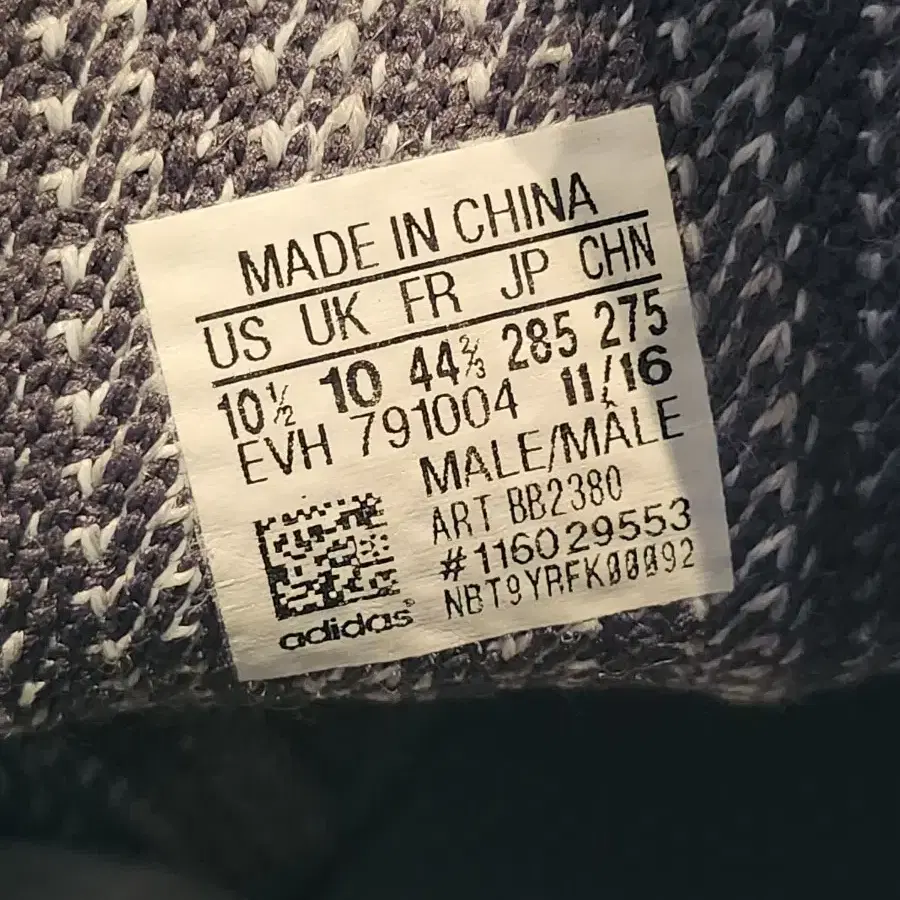 MADE IN CHINA
US UK FR JP CHN
10½ 10 44⅔ 285 275
EVH 791004 11/16
MALE/MÂLE
ART BB2380
#116029553
NBT9YRFK00092
adidas